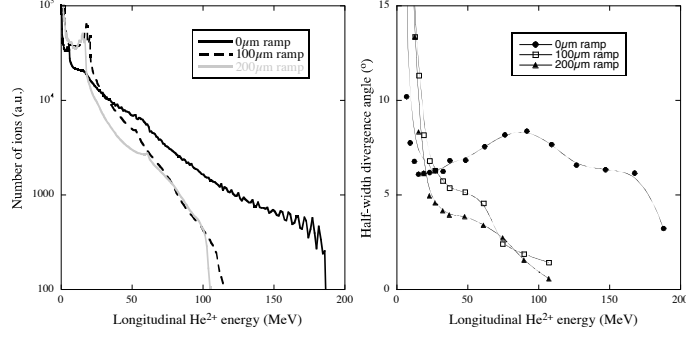 10⁵
10⁴
1000
100
0
50
100
150
200
Number of ions (a.u.)
Longitudinal He²⁺ energy (MeV)
0μm ramp
100μm ramp
200μm ramp
15
10
5
0
0
50
100
150
200
Half-width divergence angle (°)
Longitudinal He²⁺ energy (MeV)
0μm ramp
100μm ramp
200μm ramp